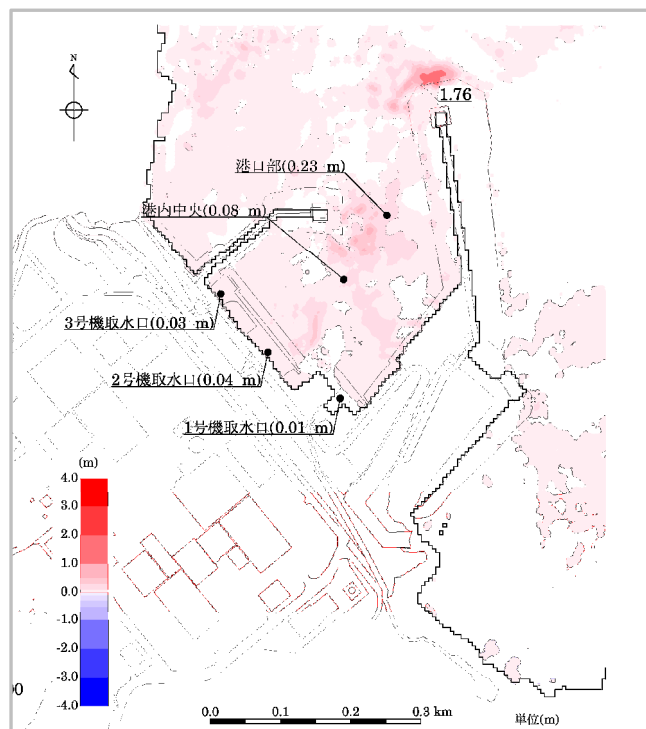 N
1.76
港口部(0.23 m)
港内中央(0.08 m)
3号機取水口(0.03 m)
2号機取水口(0.04 m)
1号機取水口(0.01 m)
(m)
4.0
3.0
2.0
1.0
0.0
-1.0
-2.0
-3.0
-4.0
00
0.0 0.1 0.2 0.3 km
単位(m)